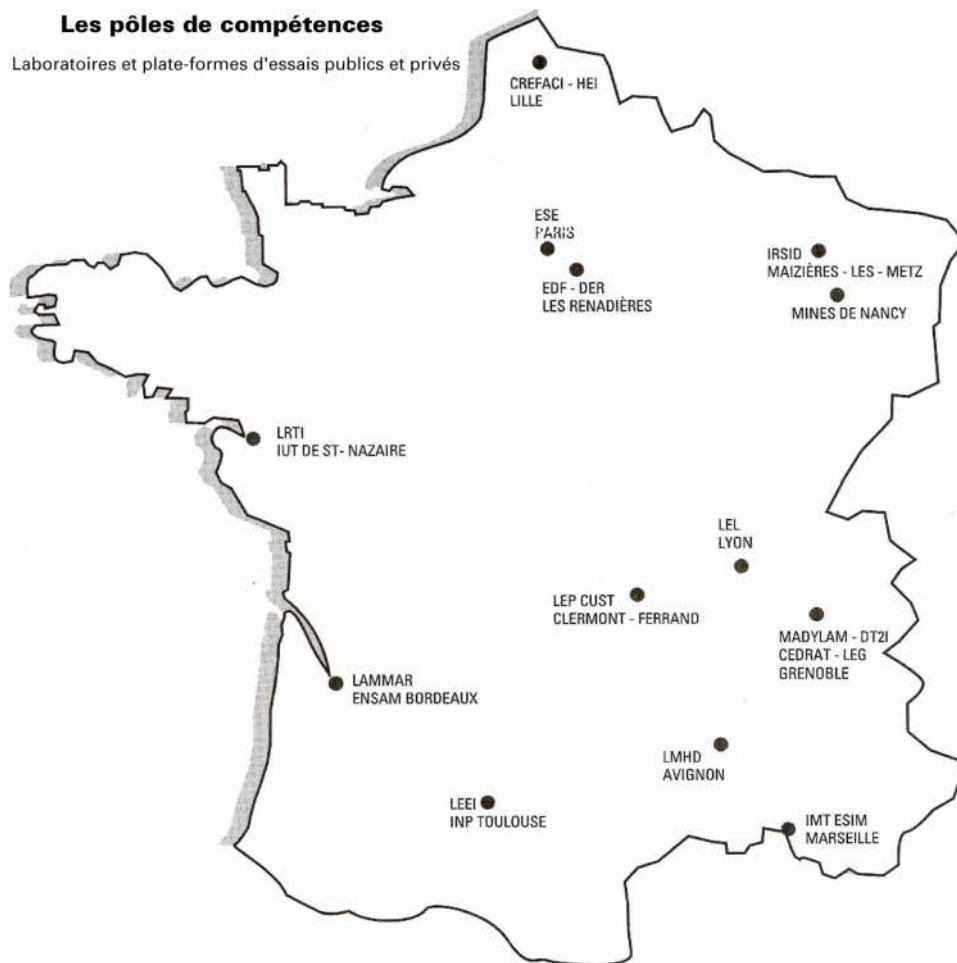 Les pôles de compétences
Laboratoires et plate-formes d'essais publics et privés
CREFACI - HEI
LILLE
ESE
PARIS
EDF - DER
LES RENADIÈRES
IRSID
MAIZIÈRES - LES - METZ
MINES DE NANCY
LRTI
IUT DE ST- NAZAIRE
LEL
LYON
LEP CUST
CLERMONT - FERRAND
MADYLAM - DT2I
CEDRAT - LEG
GRENOBLE
LAMMAR
ENSAM BORDEAUX
LMHD
AVIGNON
LEEI
INP TOULOUSE
IMT ESIM
MARSEILLE